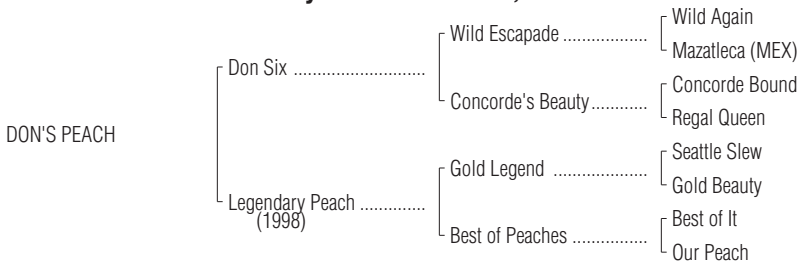 Wild Again
Wild Escapade ..................
Mazatleca (MEX)
Don Six ............................
Concorde Bound
Concorde's Beauty............
Regal Queen
DON'S PEACH
Seattle Slew
Gold Legend ....................
Gold Beauty
Legendary Peach ..............
(1998)
Best of It
Best of Peaches ................
Our Peach